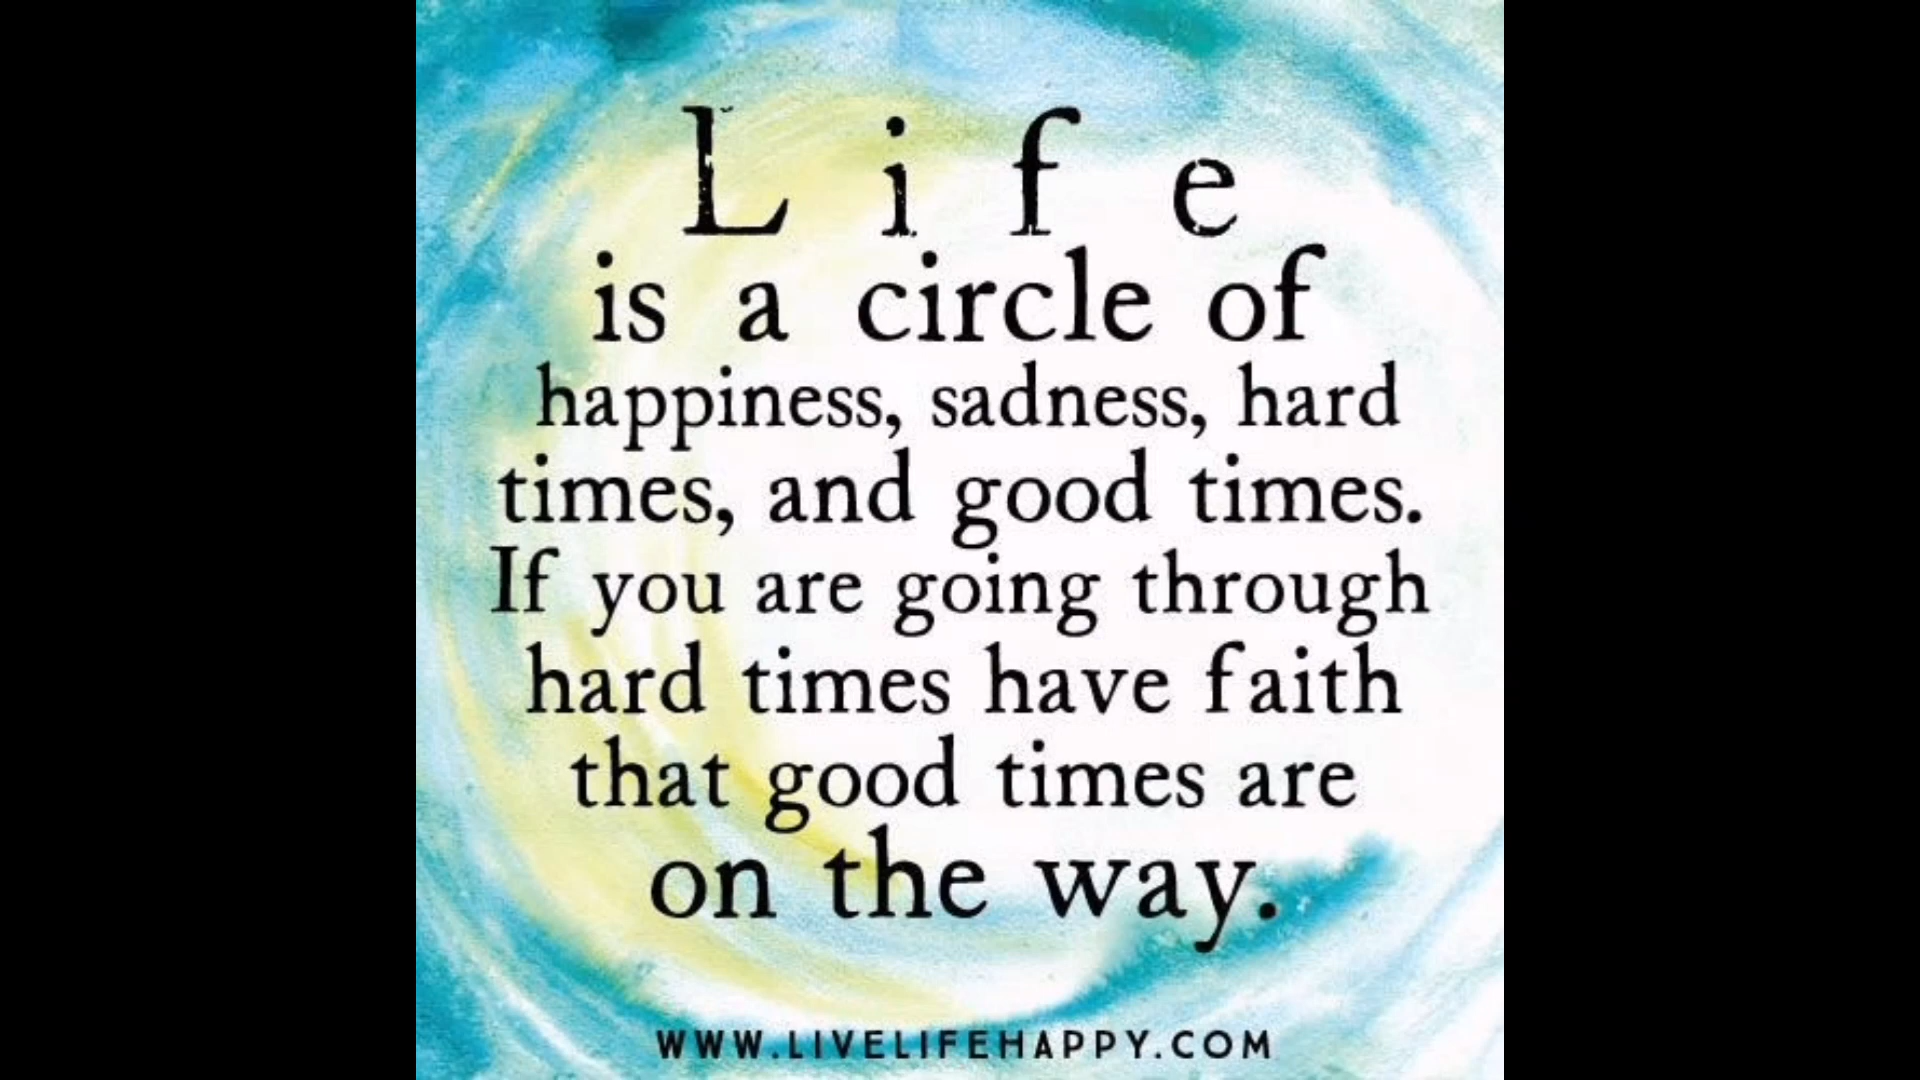 Life
is a circle of
happiness, sadness, hard
times, and good times.
If you are going through
hard times have faith
that good times are
on the way.
WWW.LIVELIFEHAPPY.COM